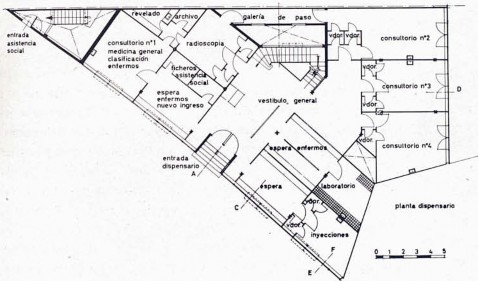 revelado
archivo
galería de paso
entrada
asistencia
social
consultorio nº1
medicina general
clasificación
enfermos
radioscopia
vdor.
vdor.
consultorio nº2
ficheros
asistencia
social
vdor.
consultorio nº3
D
espera
enfermos
nuevo ingreso
vestíbulo general
vdor.
espera enfermos
vdor.
consultorio nº4
entrada
dispensario
A
espera
laboratorio
C
vdor.
planta dispensario
vdor.
inyecciones
F
E
0 1 2 3 4 5